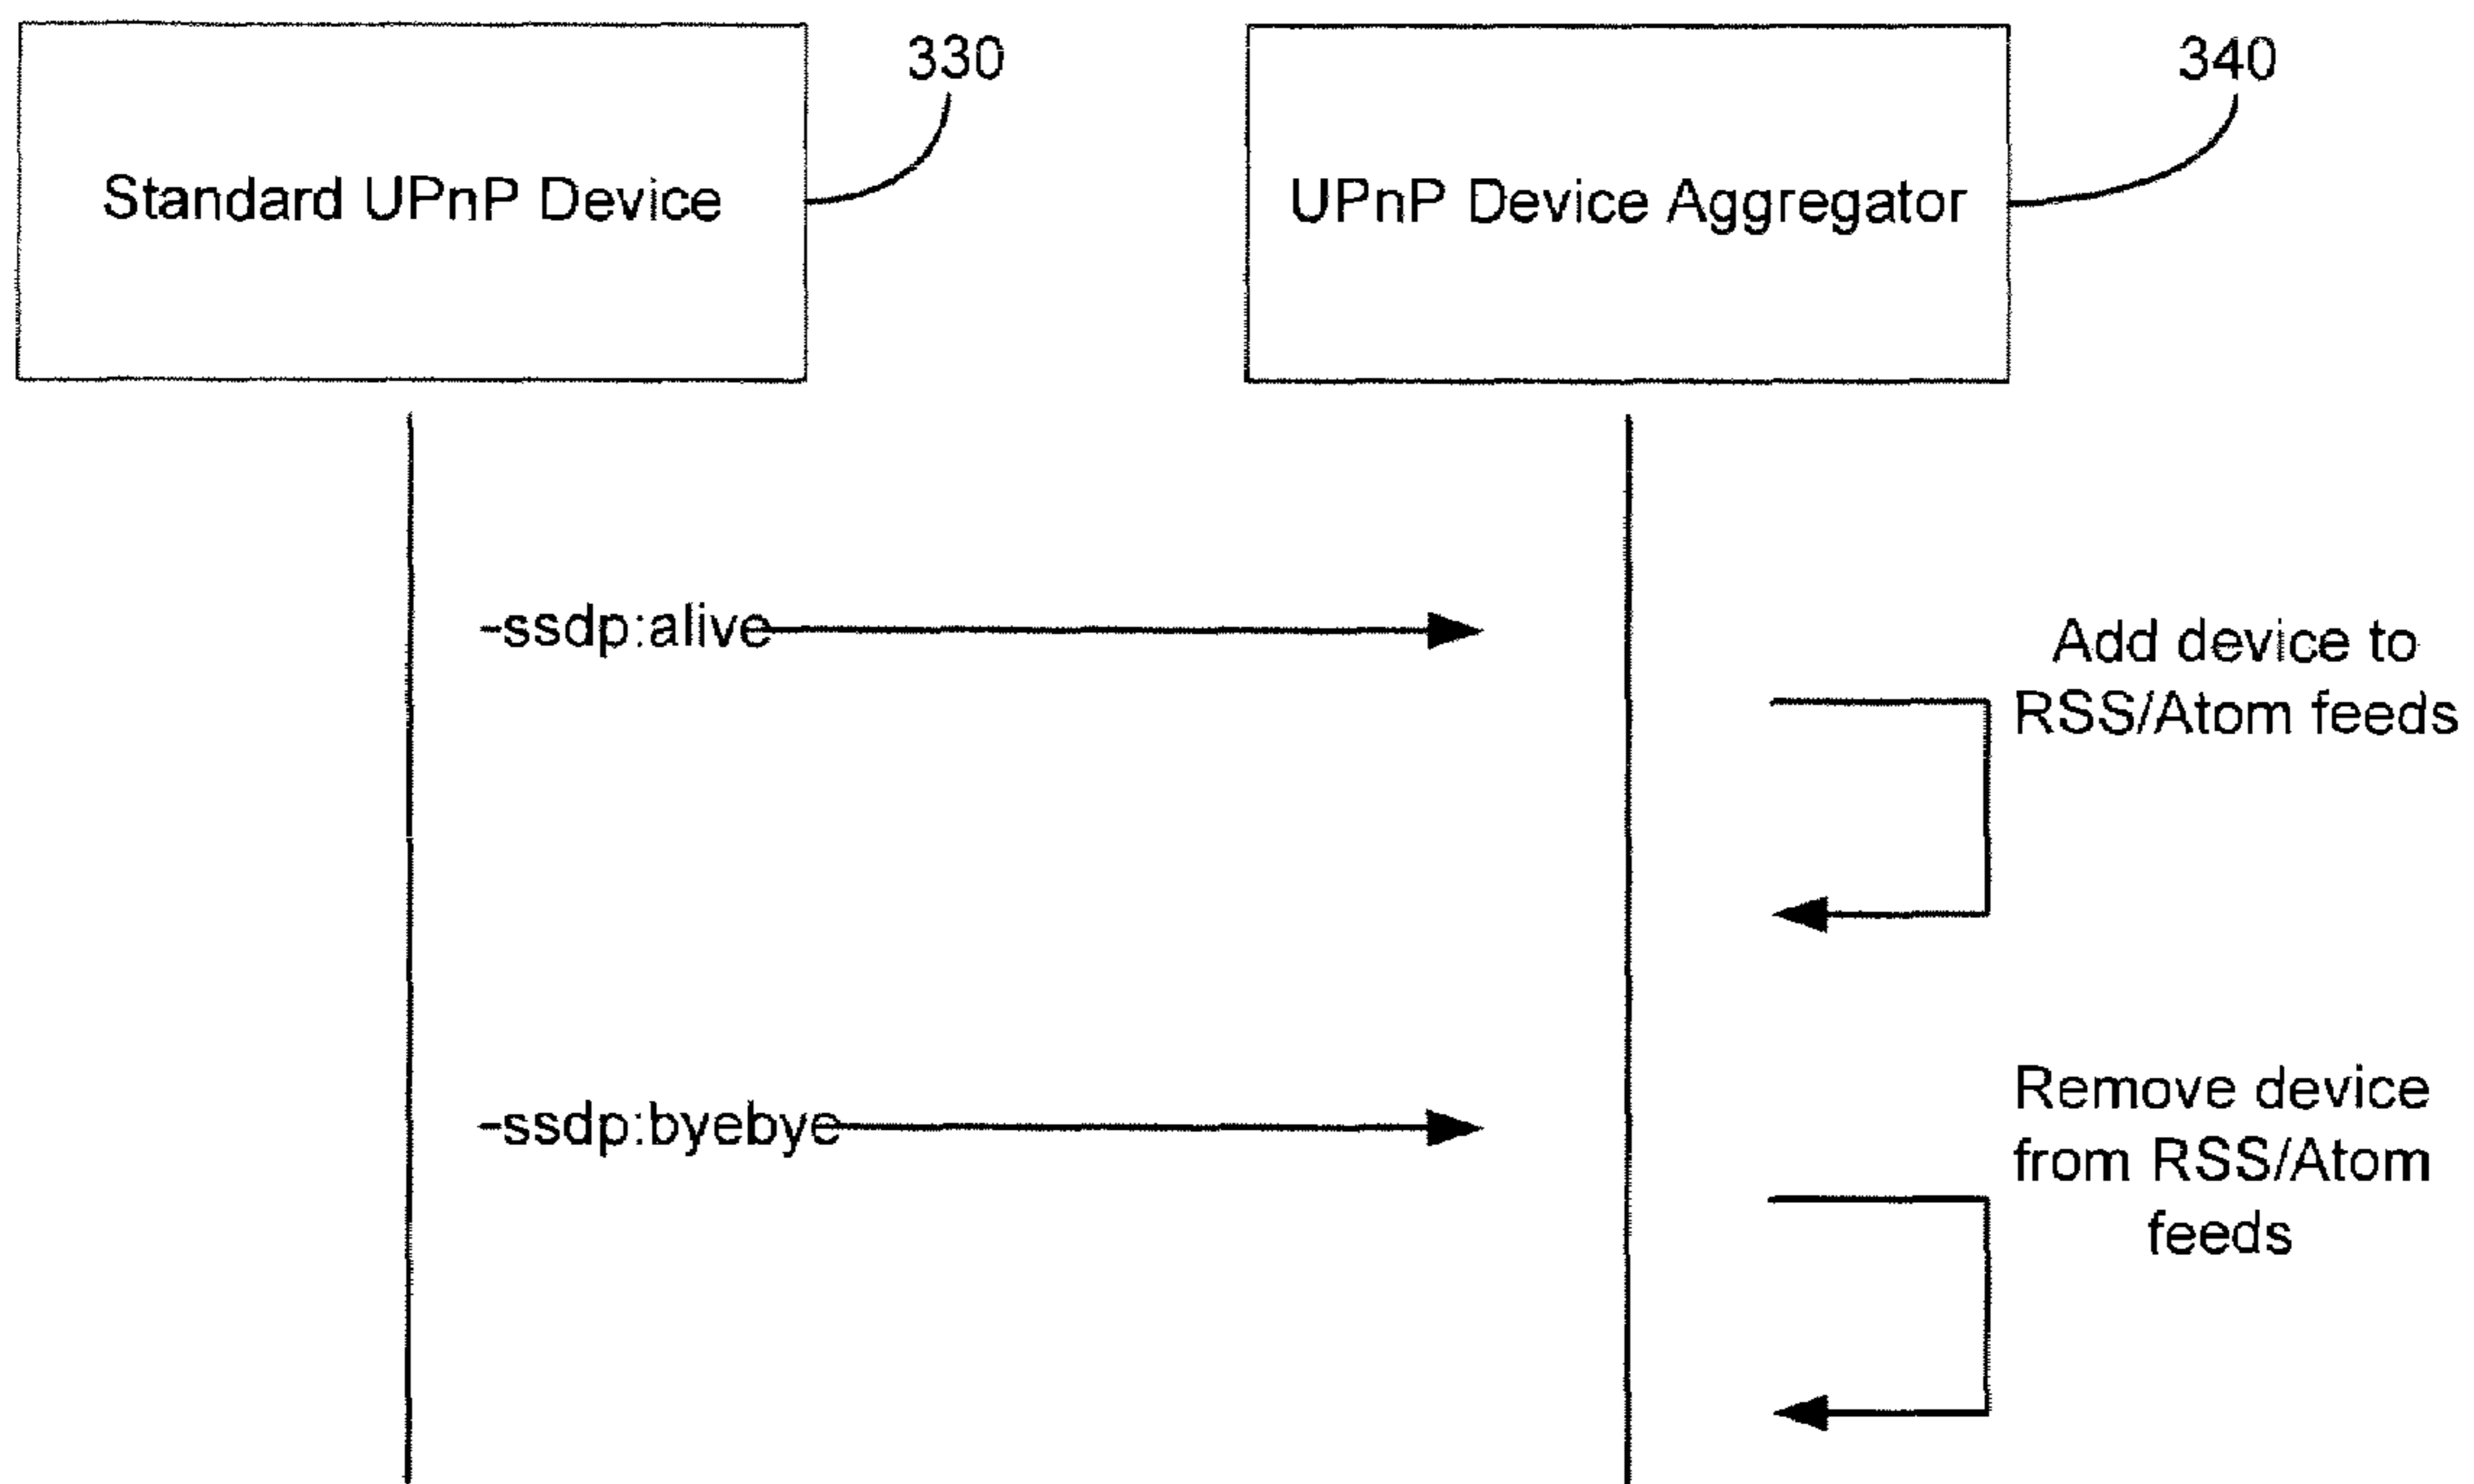 330
340
Standard UPnP Device
UPnP Device Aggregator
-ssdp:alive
Add device to
RSS/Atom feeds
-ssdp:byebye
Remove device
from RSS/Atom
feeds